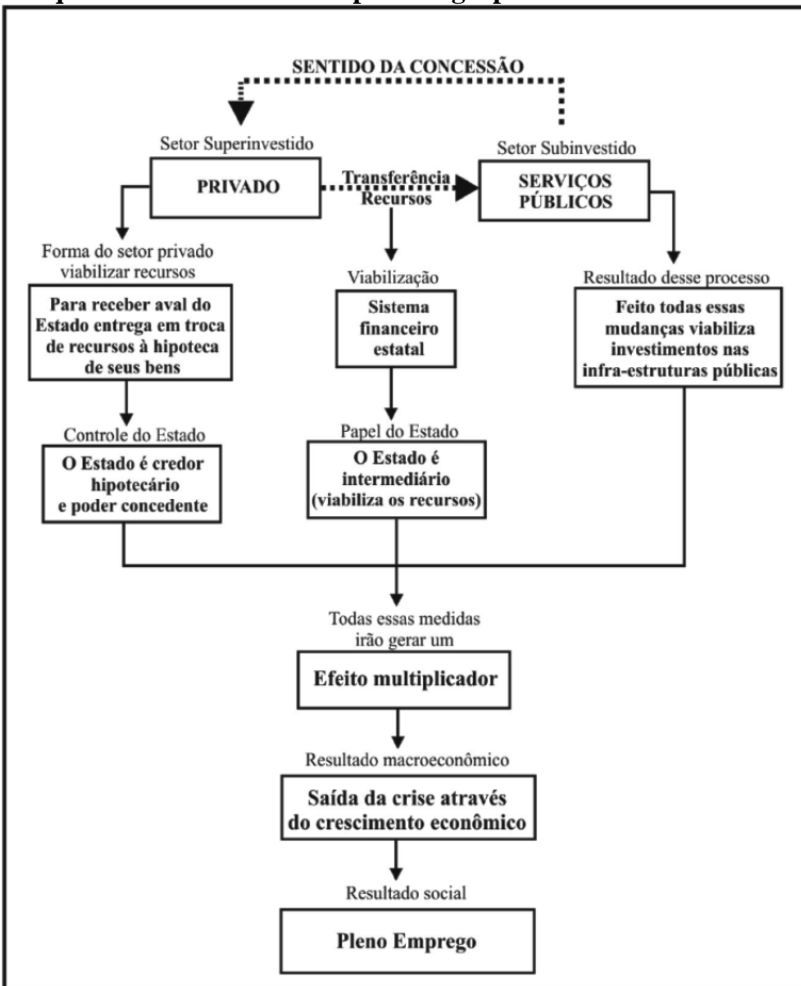 SENTIDO DA CONCESSÃO
Setor Superinvestido
PRIVADO
Transferência
Recursos
Setor Subinvestido
SERVIÇOS
PÚBLICOS
Forma do setor privado
viabilizar recursos
Para receber aval do
Estado entrega em troca
de recursos à hipoteca
de seus bens
Controle do Estado
O Estado é credor
hipotecário
e poder concedente
Viabilização
Sistema
financeiro
estatal
Papel do Estado
O Estado é
intermediário
(viabiliza os recursos)
Resultado desse processo
Feito todas essas
mudanças viabiliza
investimentos nas
infra-estruturas públicas
Todas essas medidas
irão gerar um
Efeito multiplicador
Resultado macroeconômico
Saída da crise através
do crescimento econômico
Resultado social
Pleno Emprego